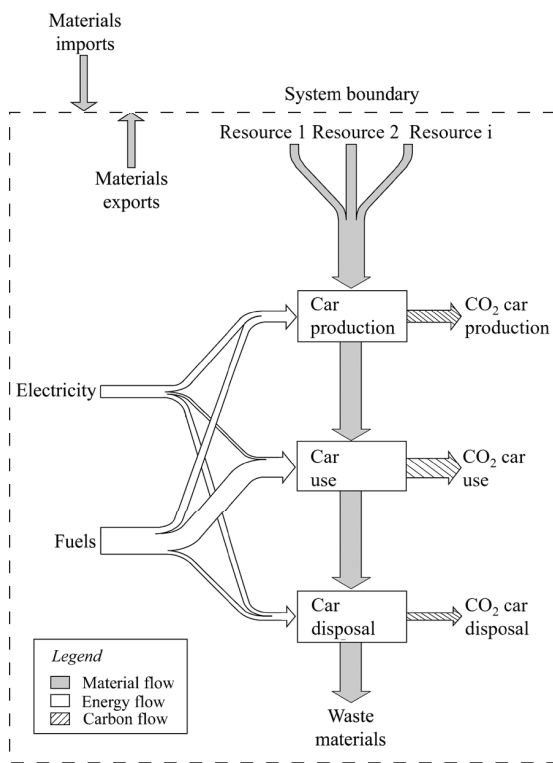 Materials
imports
System boundary
Resource 1 Resource 2 Resource i
Materials
exports
Car
production
CO₂ car
production
Electricity
Car
use
CO₂ car
use
Fuels
Car
disposal
CO₂ car
disposal
Legend
Material flow
Energy flow
Carbon flow
Waste
materials